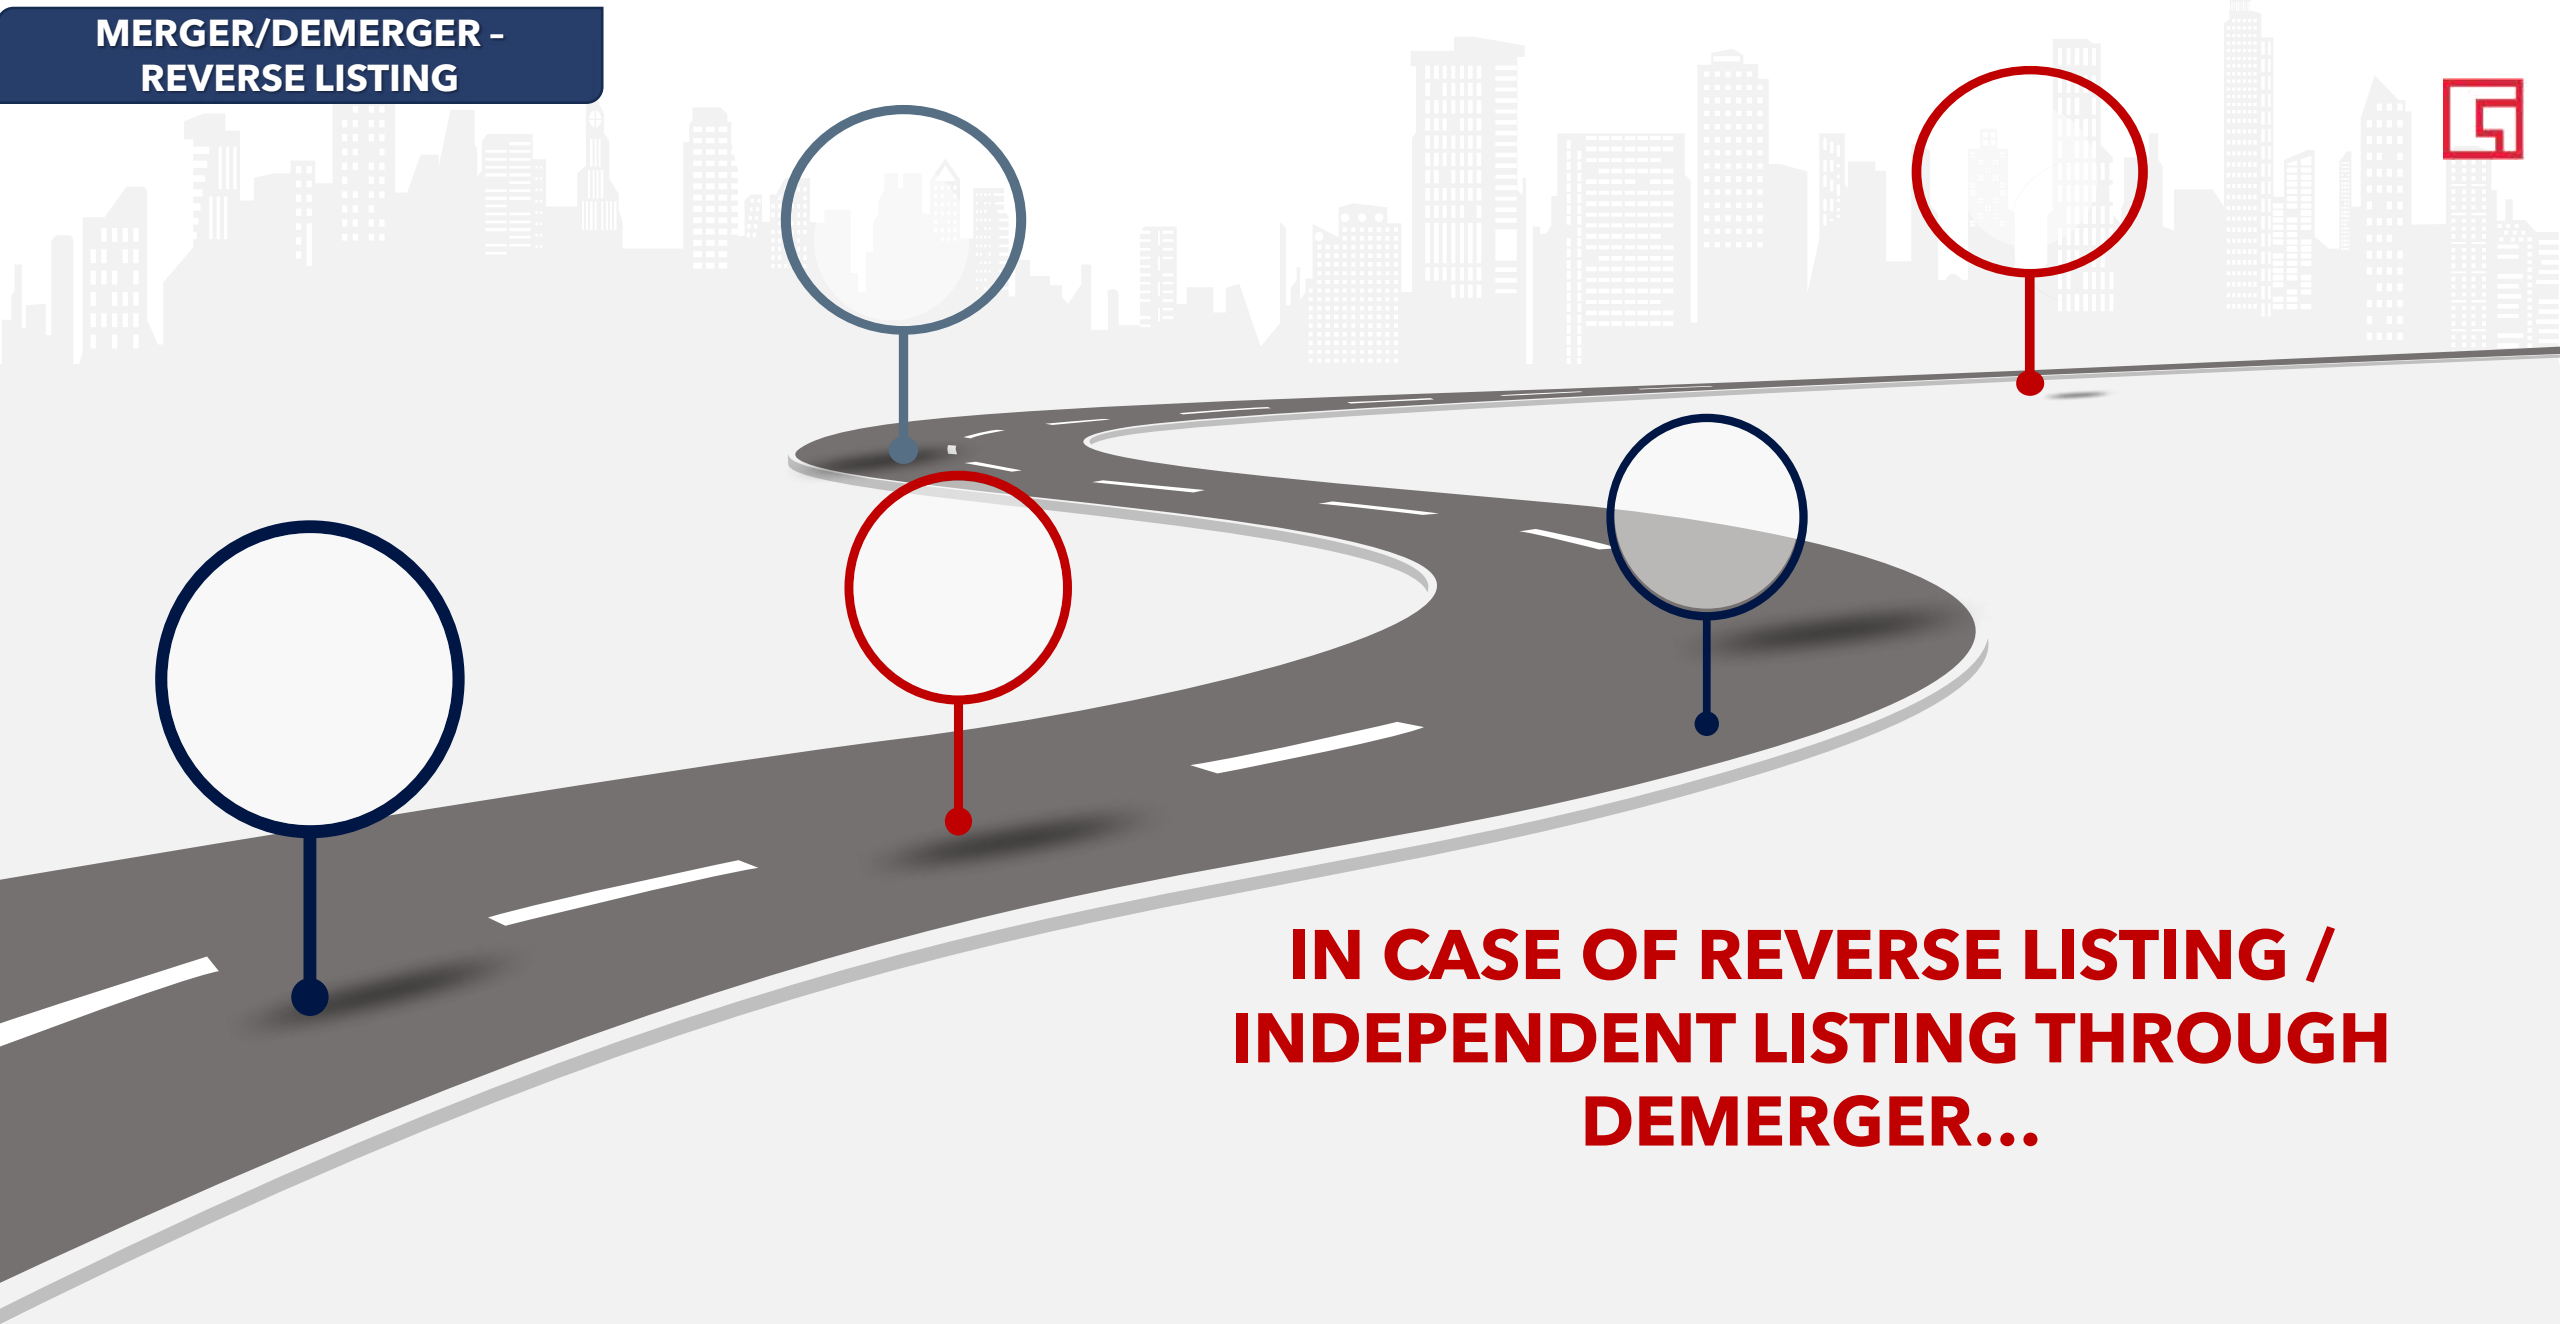 MERGER/DEMERGER –
REVERSE LISTING
IN CASE OF REVERSE LISTING /
INDEPENDENT LISTING THROUGH
DEMERGER...